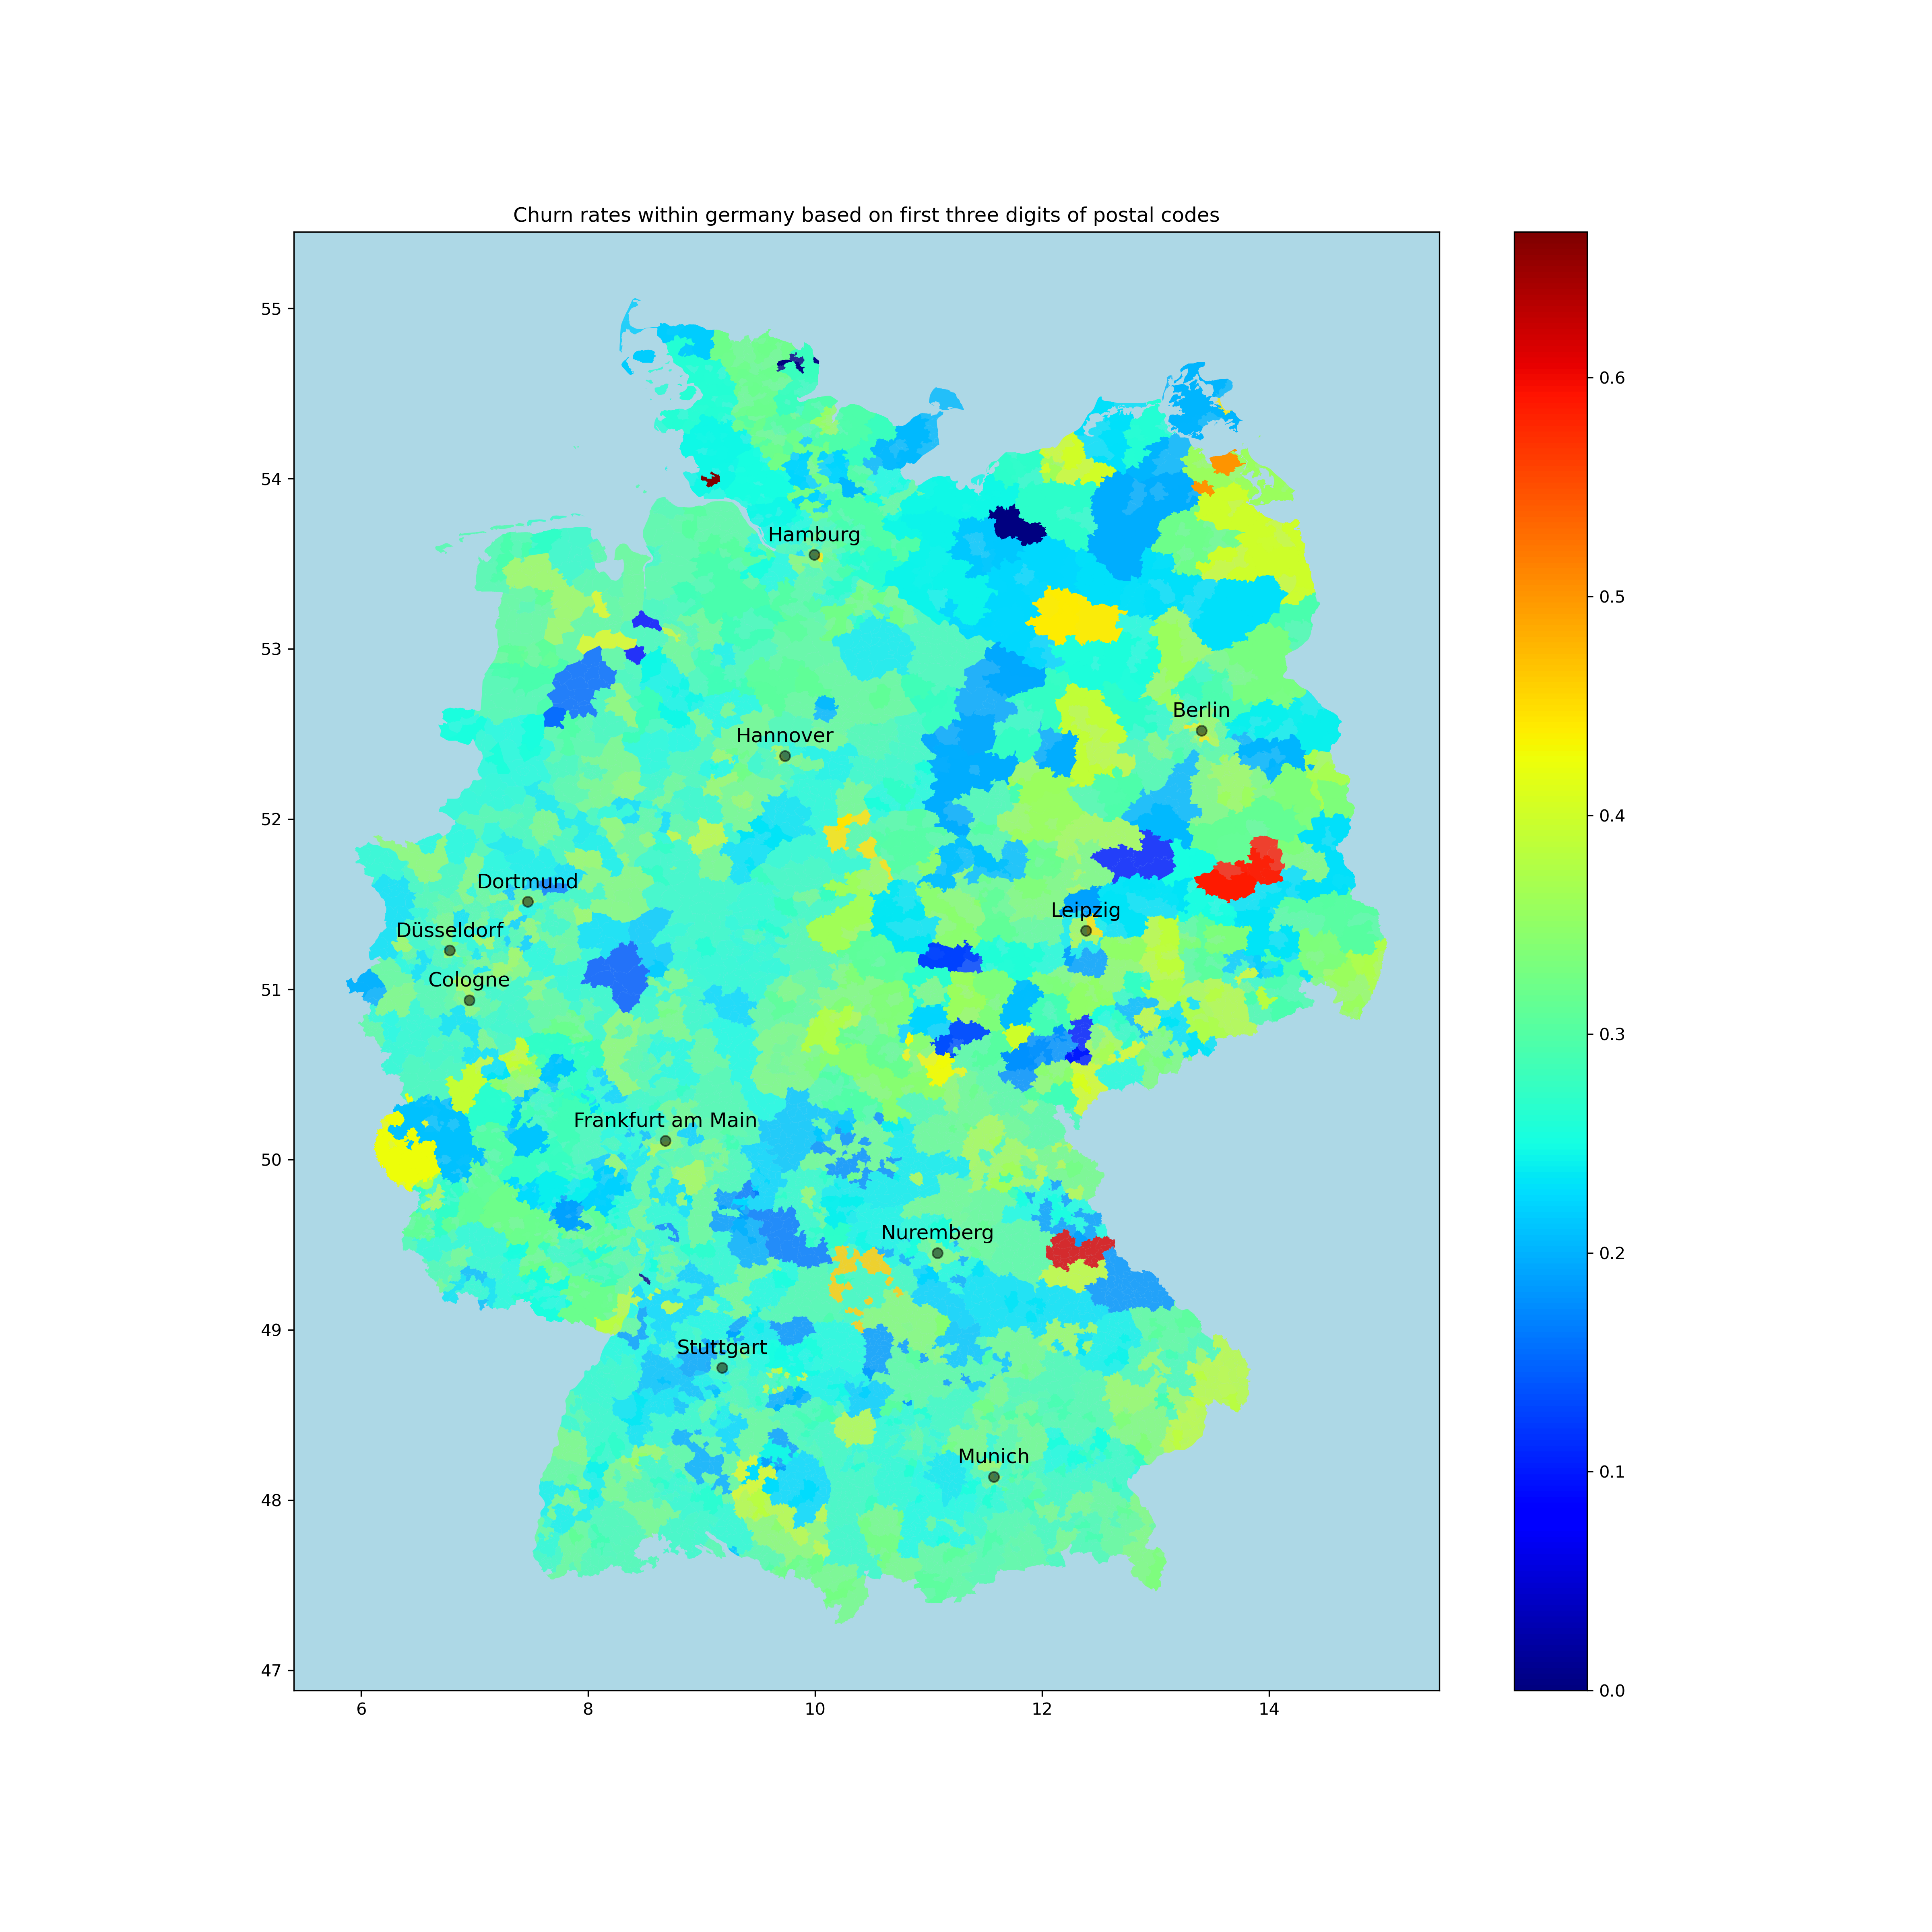 Churn rates within germany based on first three digits of postal codes
55
54
53
52
51
50
49
48
47
6
8
10
12
14
Hamburg
Berlin
Hannover
Dortmund
Leipzig
Düsseldorf
Cologne
Frankfurt am Main
Nuremberg
Stuttgart
Munich
0.6
0.5
0.4
0.3
0.2
0.1
0.0